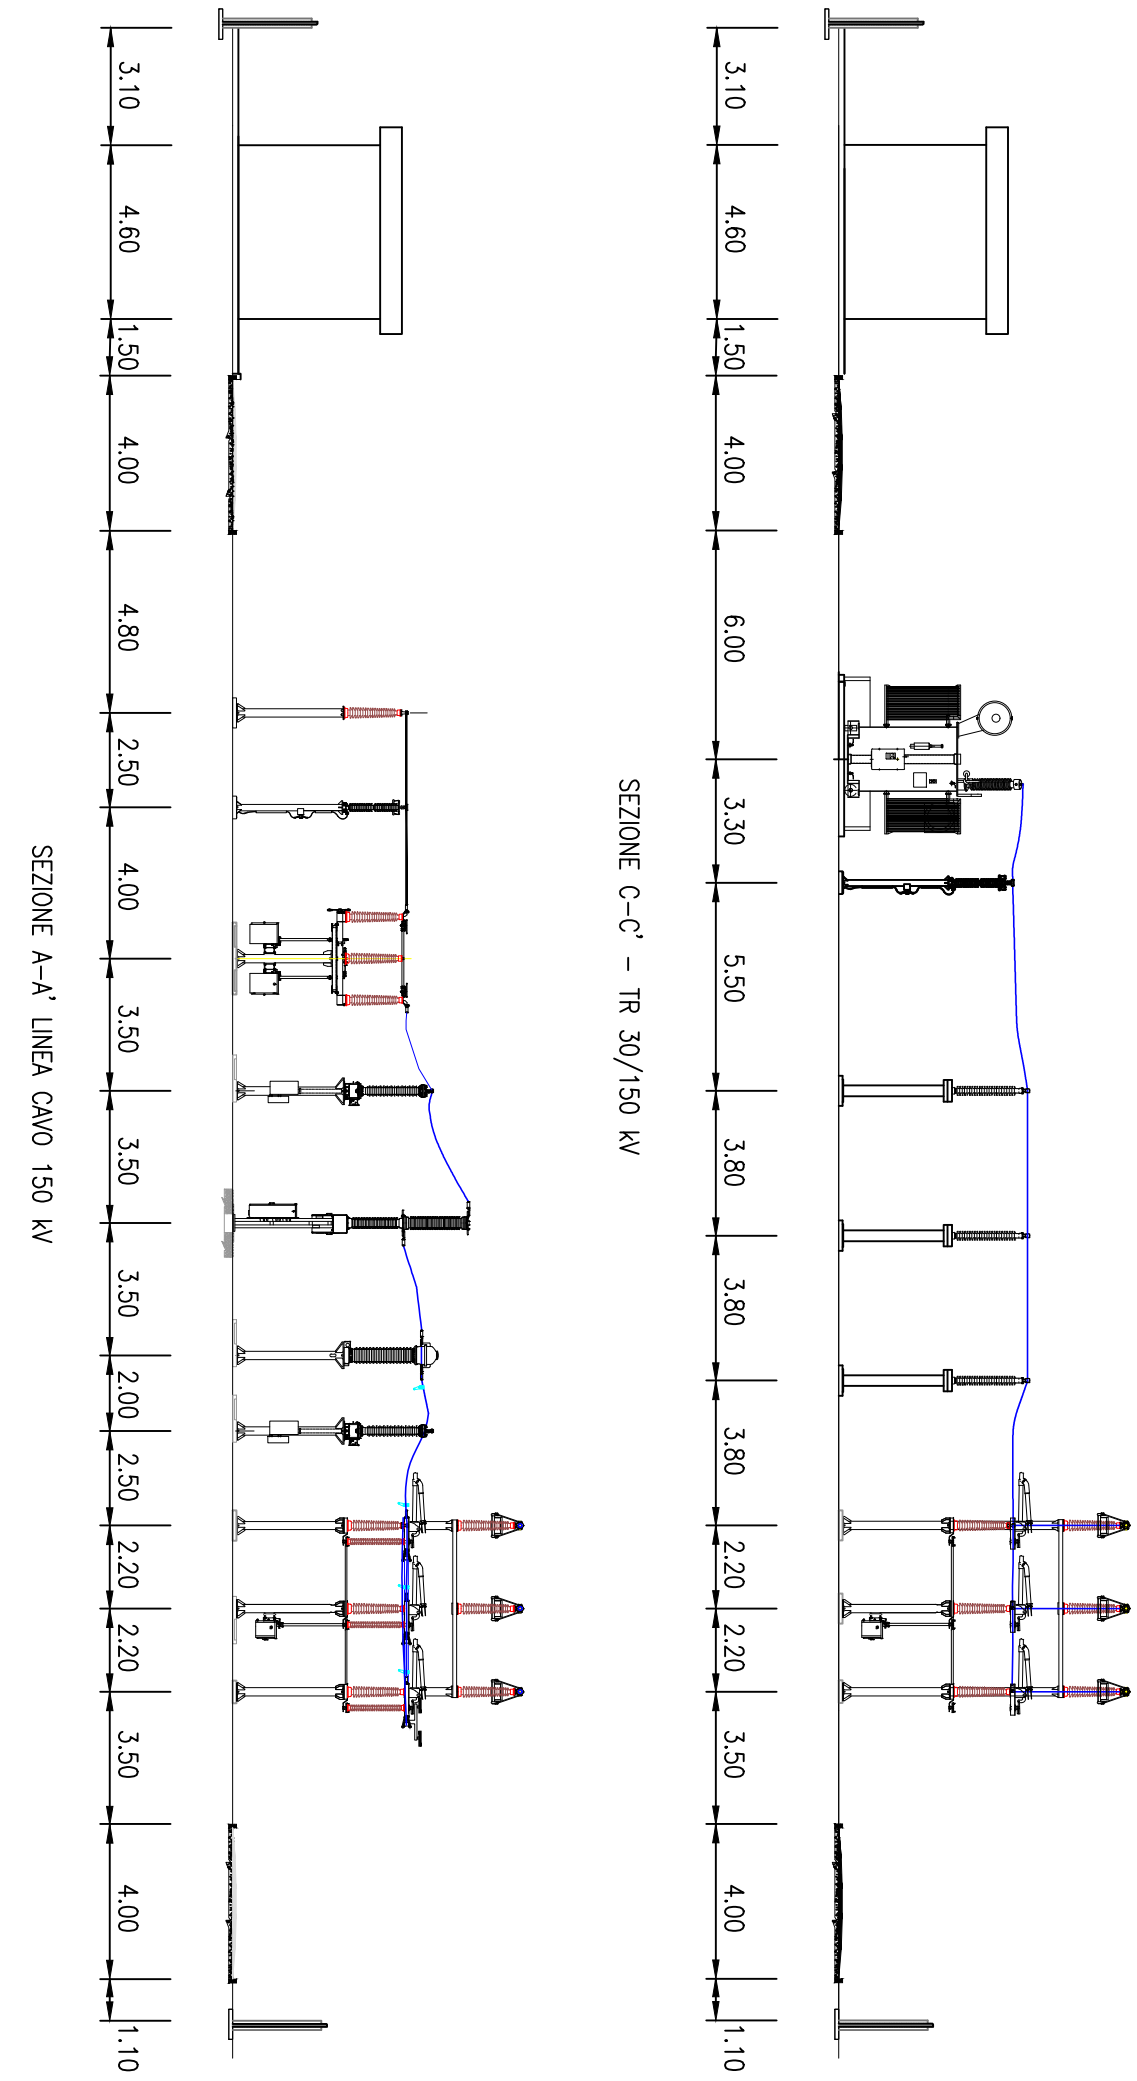 3.10 4.60 1.50 4.00 6.00 3.30 5.50 3.80 3.80 3.80 2.20 2.20 3.50 4.00 1.10
SEZIONE C-C' - TR 30/150 kV
3.10 4.60 1.50 4.00 4.80 2.50 4.00 3.50 3.50 3.50 2.00 2.50 2.20 2.20 3.50 4.00 1.10
SEZIONE A-A' LINEA CAVO 150 kV